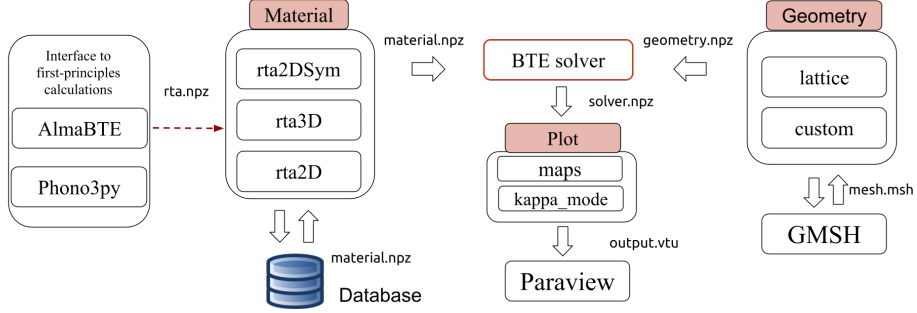 Interface to
first-principles
calculations
AlmaBTE
Phono3py
rta.npz
Material
rta2DSym
rta3D
rta2D
material.npz
Database
material.npz
BTE solver
geometry.npz
solver.npz
Plot
maps
kappa_mode
output.vtu
Paraview
Geometry
lattice
custom
mesh.msh
GMSH